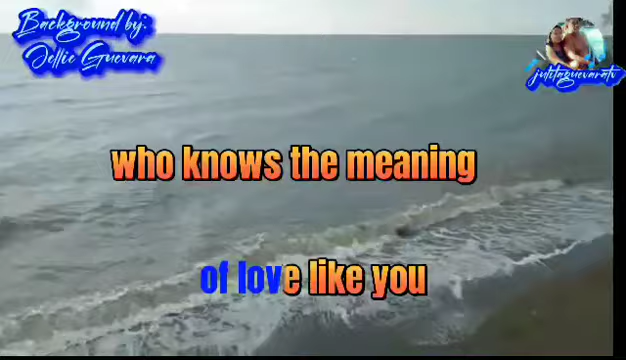 Background by:
Jellie Guevara
julitaguevaratv
who knows the meaning
of love like you